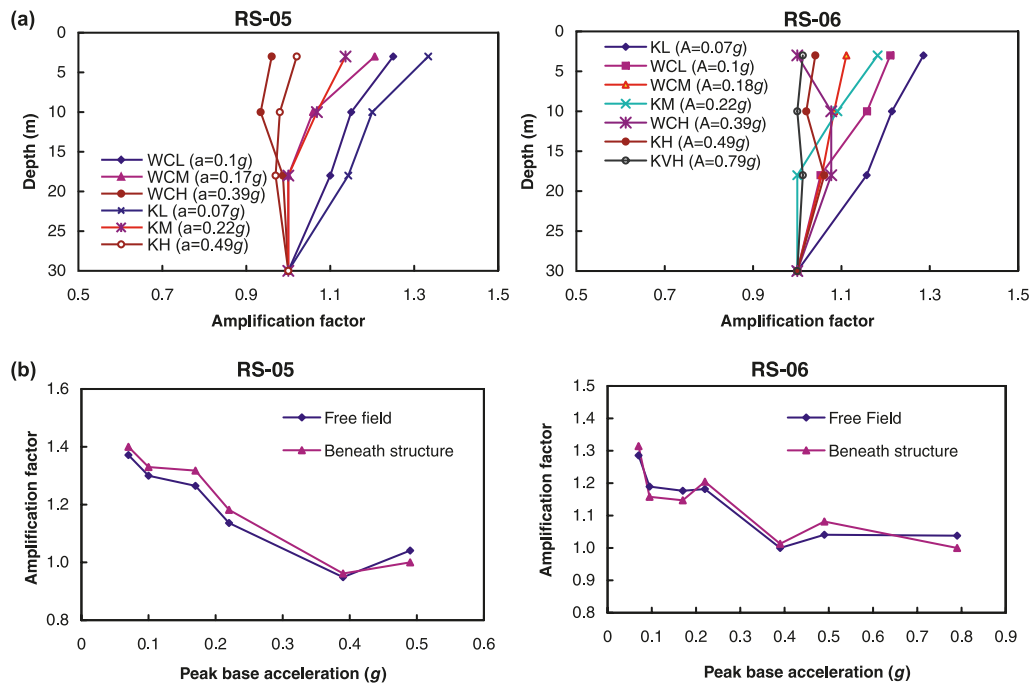 (a)
RS-05
0
5
10
15
20
25
30
Depth (m)
WCL (a=0.1g)
WCM (a=0.17g)
WCH (a=0.39g)
KL (a=0.07g)
KM (a=0.22g)
KH (a=0.49g)
0.5 0.7 0.9 1.1 1.3 1.5
Amplification factor
RS-06
0
5
10
15
20
25
30
Depth (m)
KL (A=0.07g)
WCL (A=0.1g)
WCM (A=0.18g)
KM (A=0.22g)
WCH (A=0.39g)
KH (A=0.49g)
KVH (A=0.79g)
0.5 0.7 0.9 1.1 1.3 1.5
Amplification factor
(b)
RS-05
1.6
1.4
1.2
1.0
0.8
Amplification factor
Free field
Beneath structure
0 0.1 0.2 0.3 0.4 0.5 0.6
Peak base acceleration (g)
RS-06
1.5
1.4
1.3
1.2
1.1
1.0
0.9
0.8
Amplification factor
Free Field
Beneath structure
0 0.1 0.2 0.3 0.4 0.5 0.6 0.7 0.8 0.9
Peak base acceleration (g)